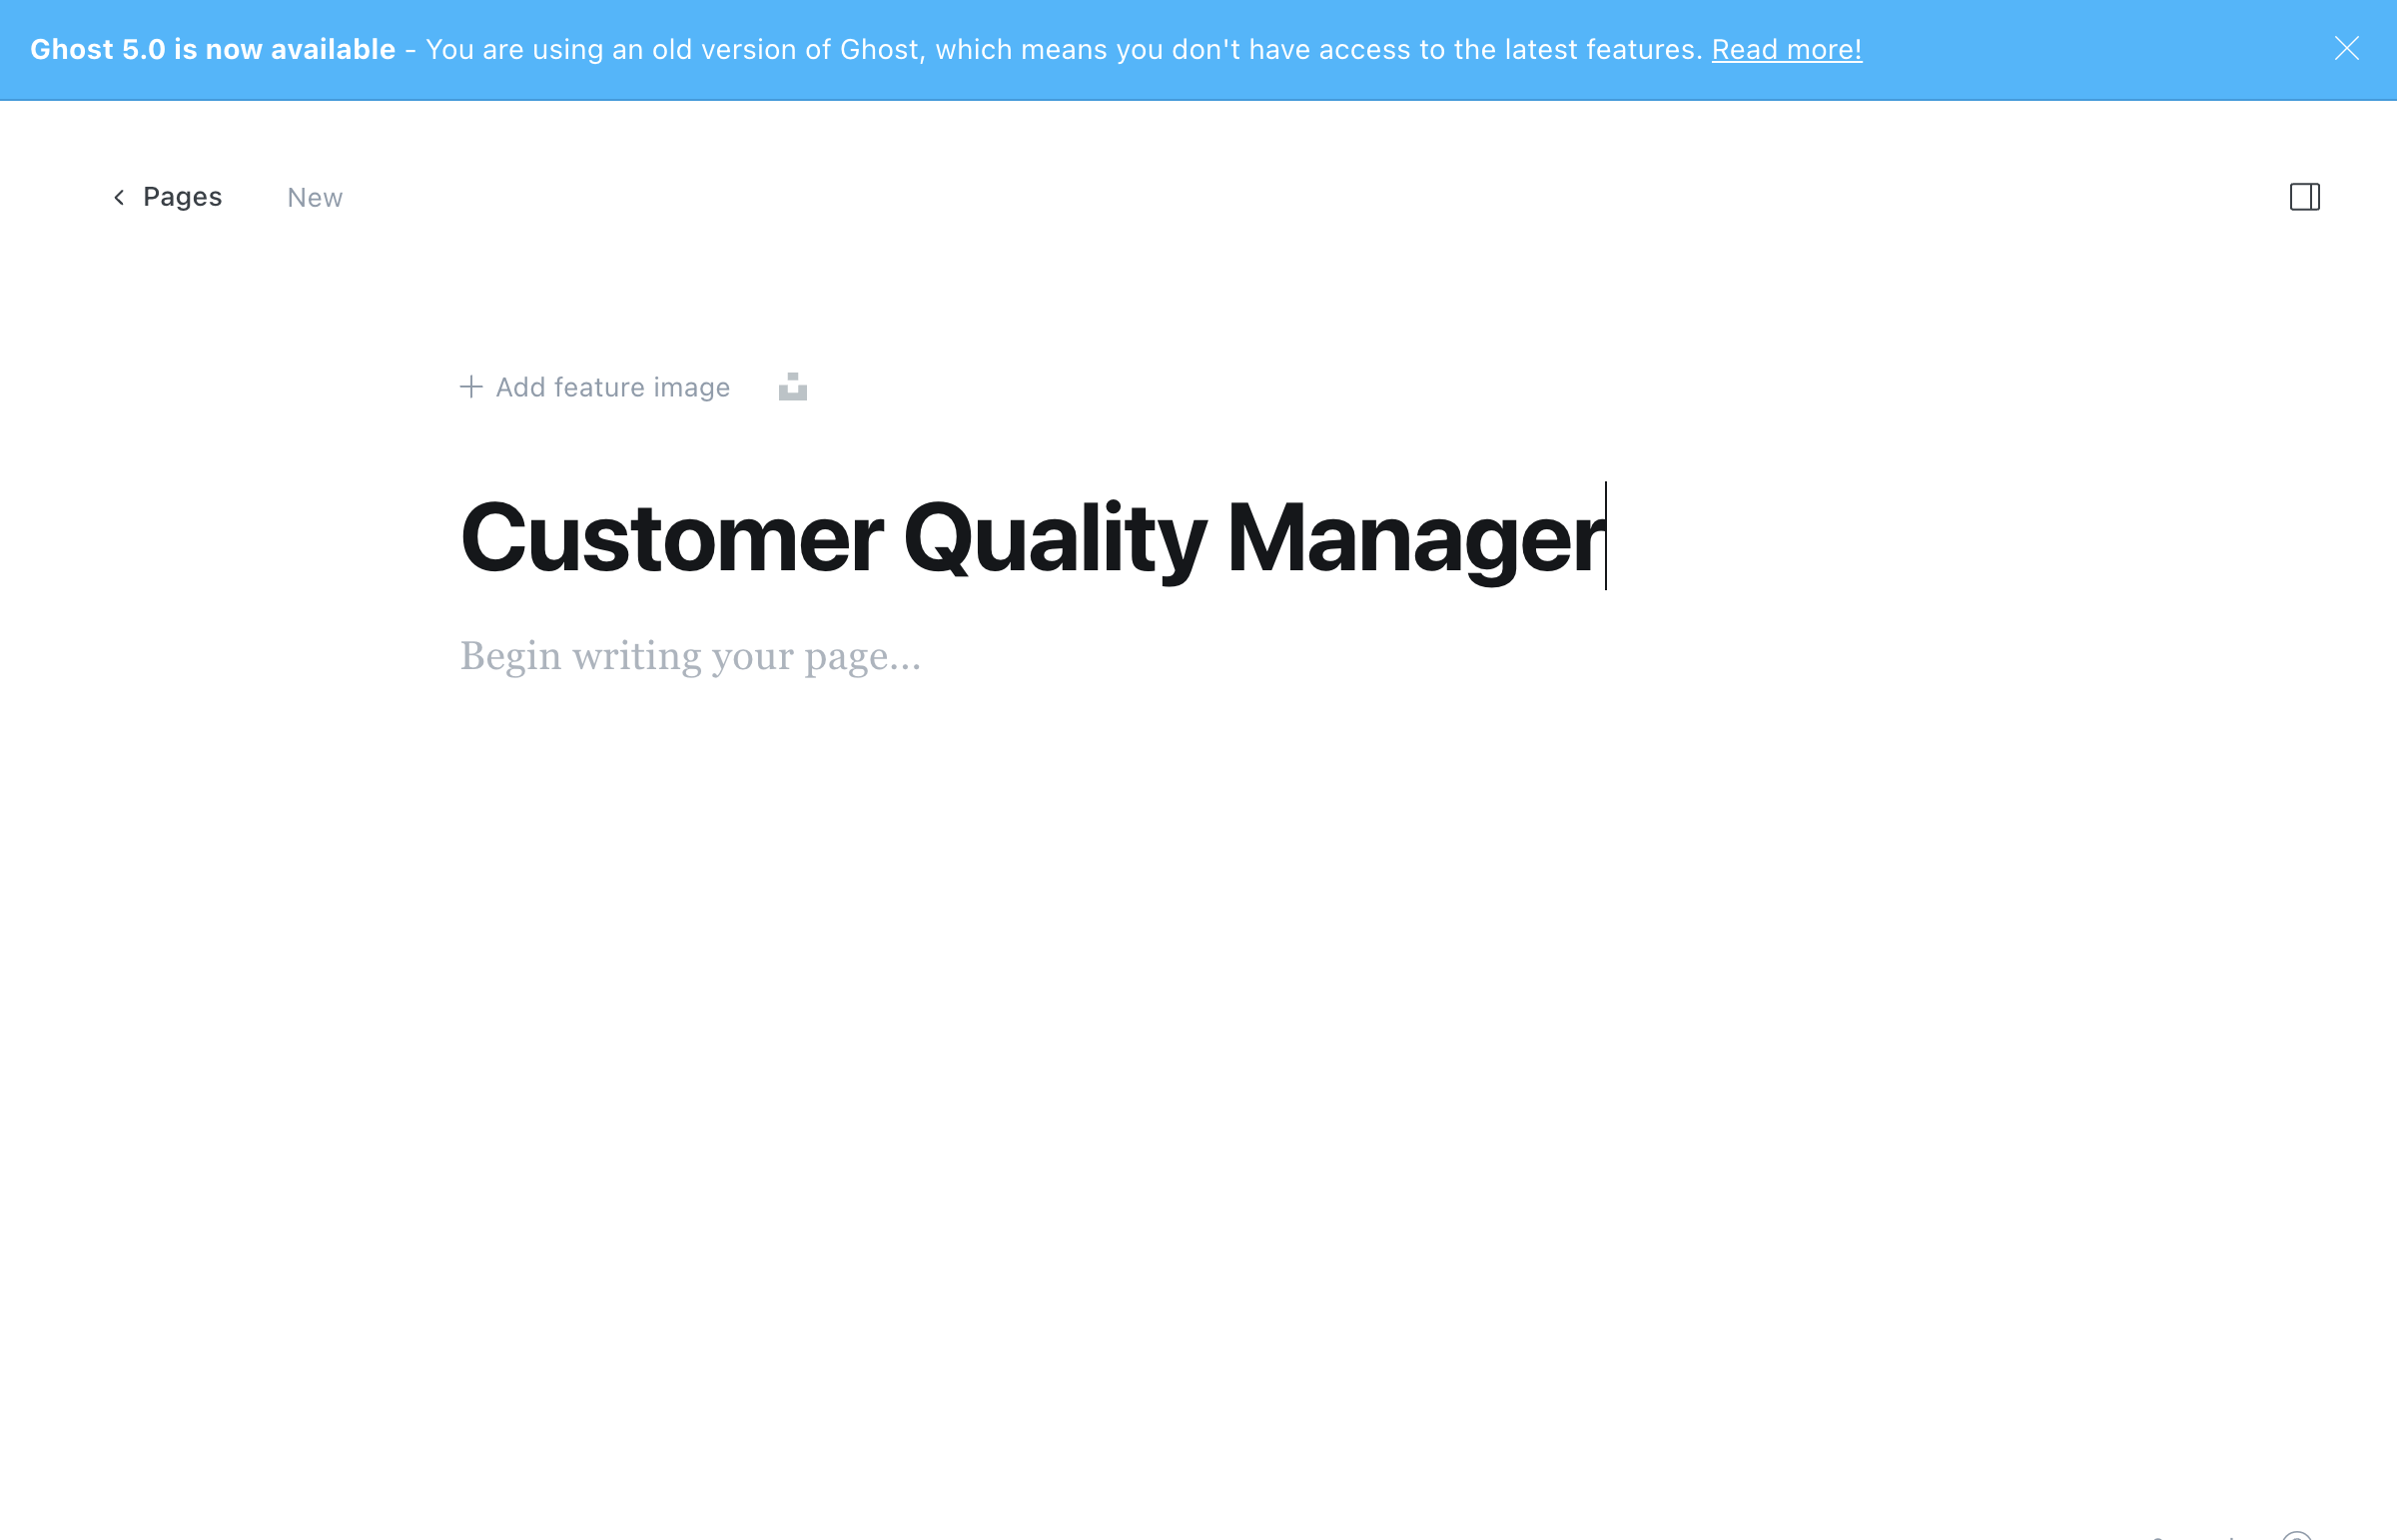 Ghost 5.0 is now available - You are using an old version of Ghost, which means you don't have access to the latest features. Read more!
Pages New
Add feature image
Customer Quality Manager
Begin writing your page...